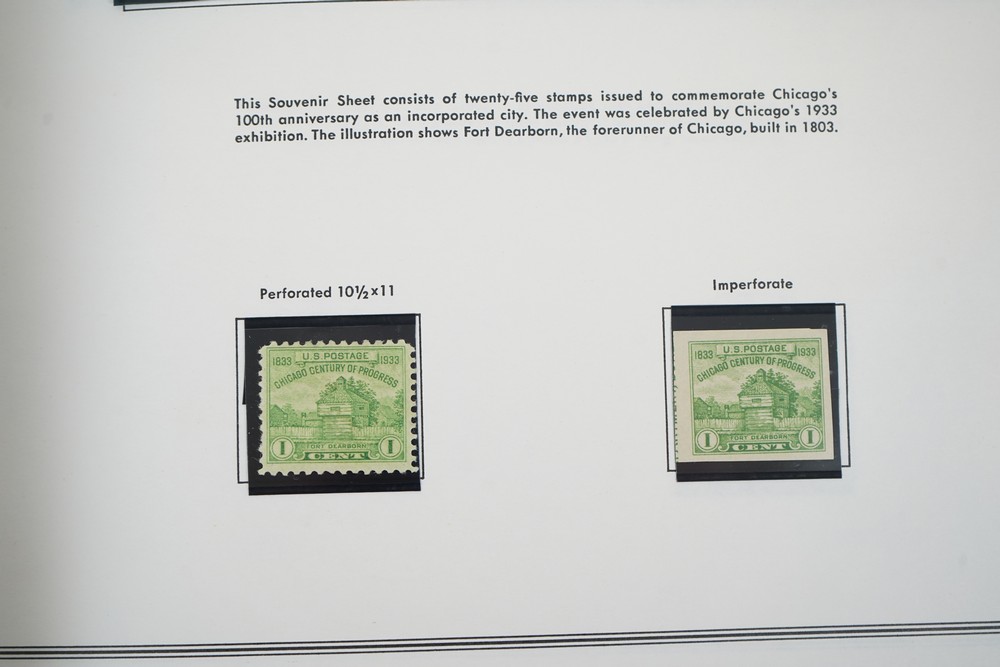 This Souvenir Sheet consists of twenty-five stamps issued to commemorate Chicago's
100th anniversary as an incorporated city. The event was celebrated by Chicago's 1933
exhibition. The illustration shows Fort Dearborn, the forerunner of Chicago, built in 1803.
Perforated 10½x11
1833 U.S.POSTAGE 1933
CHICAGO CENTURY OF PROGRESS
1 FORT DEARBORN 1
CENT
Imperforate
1833 U.S.POSTAGE 1933
CHICAGO CENTURY OF PROGRESS
1 FORT DEARBORN 1
CENT